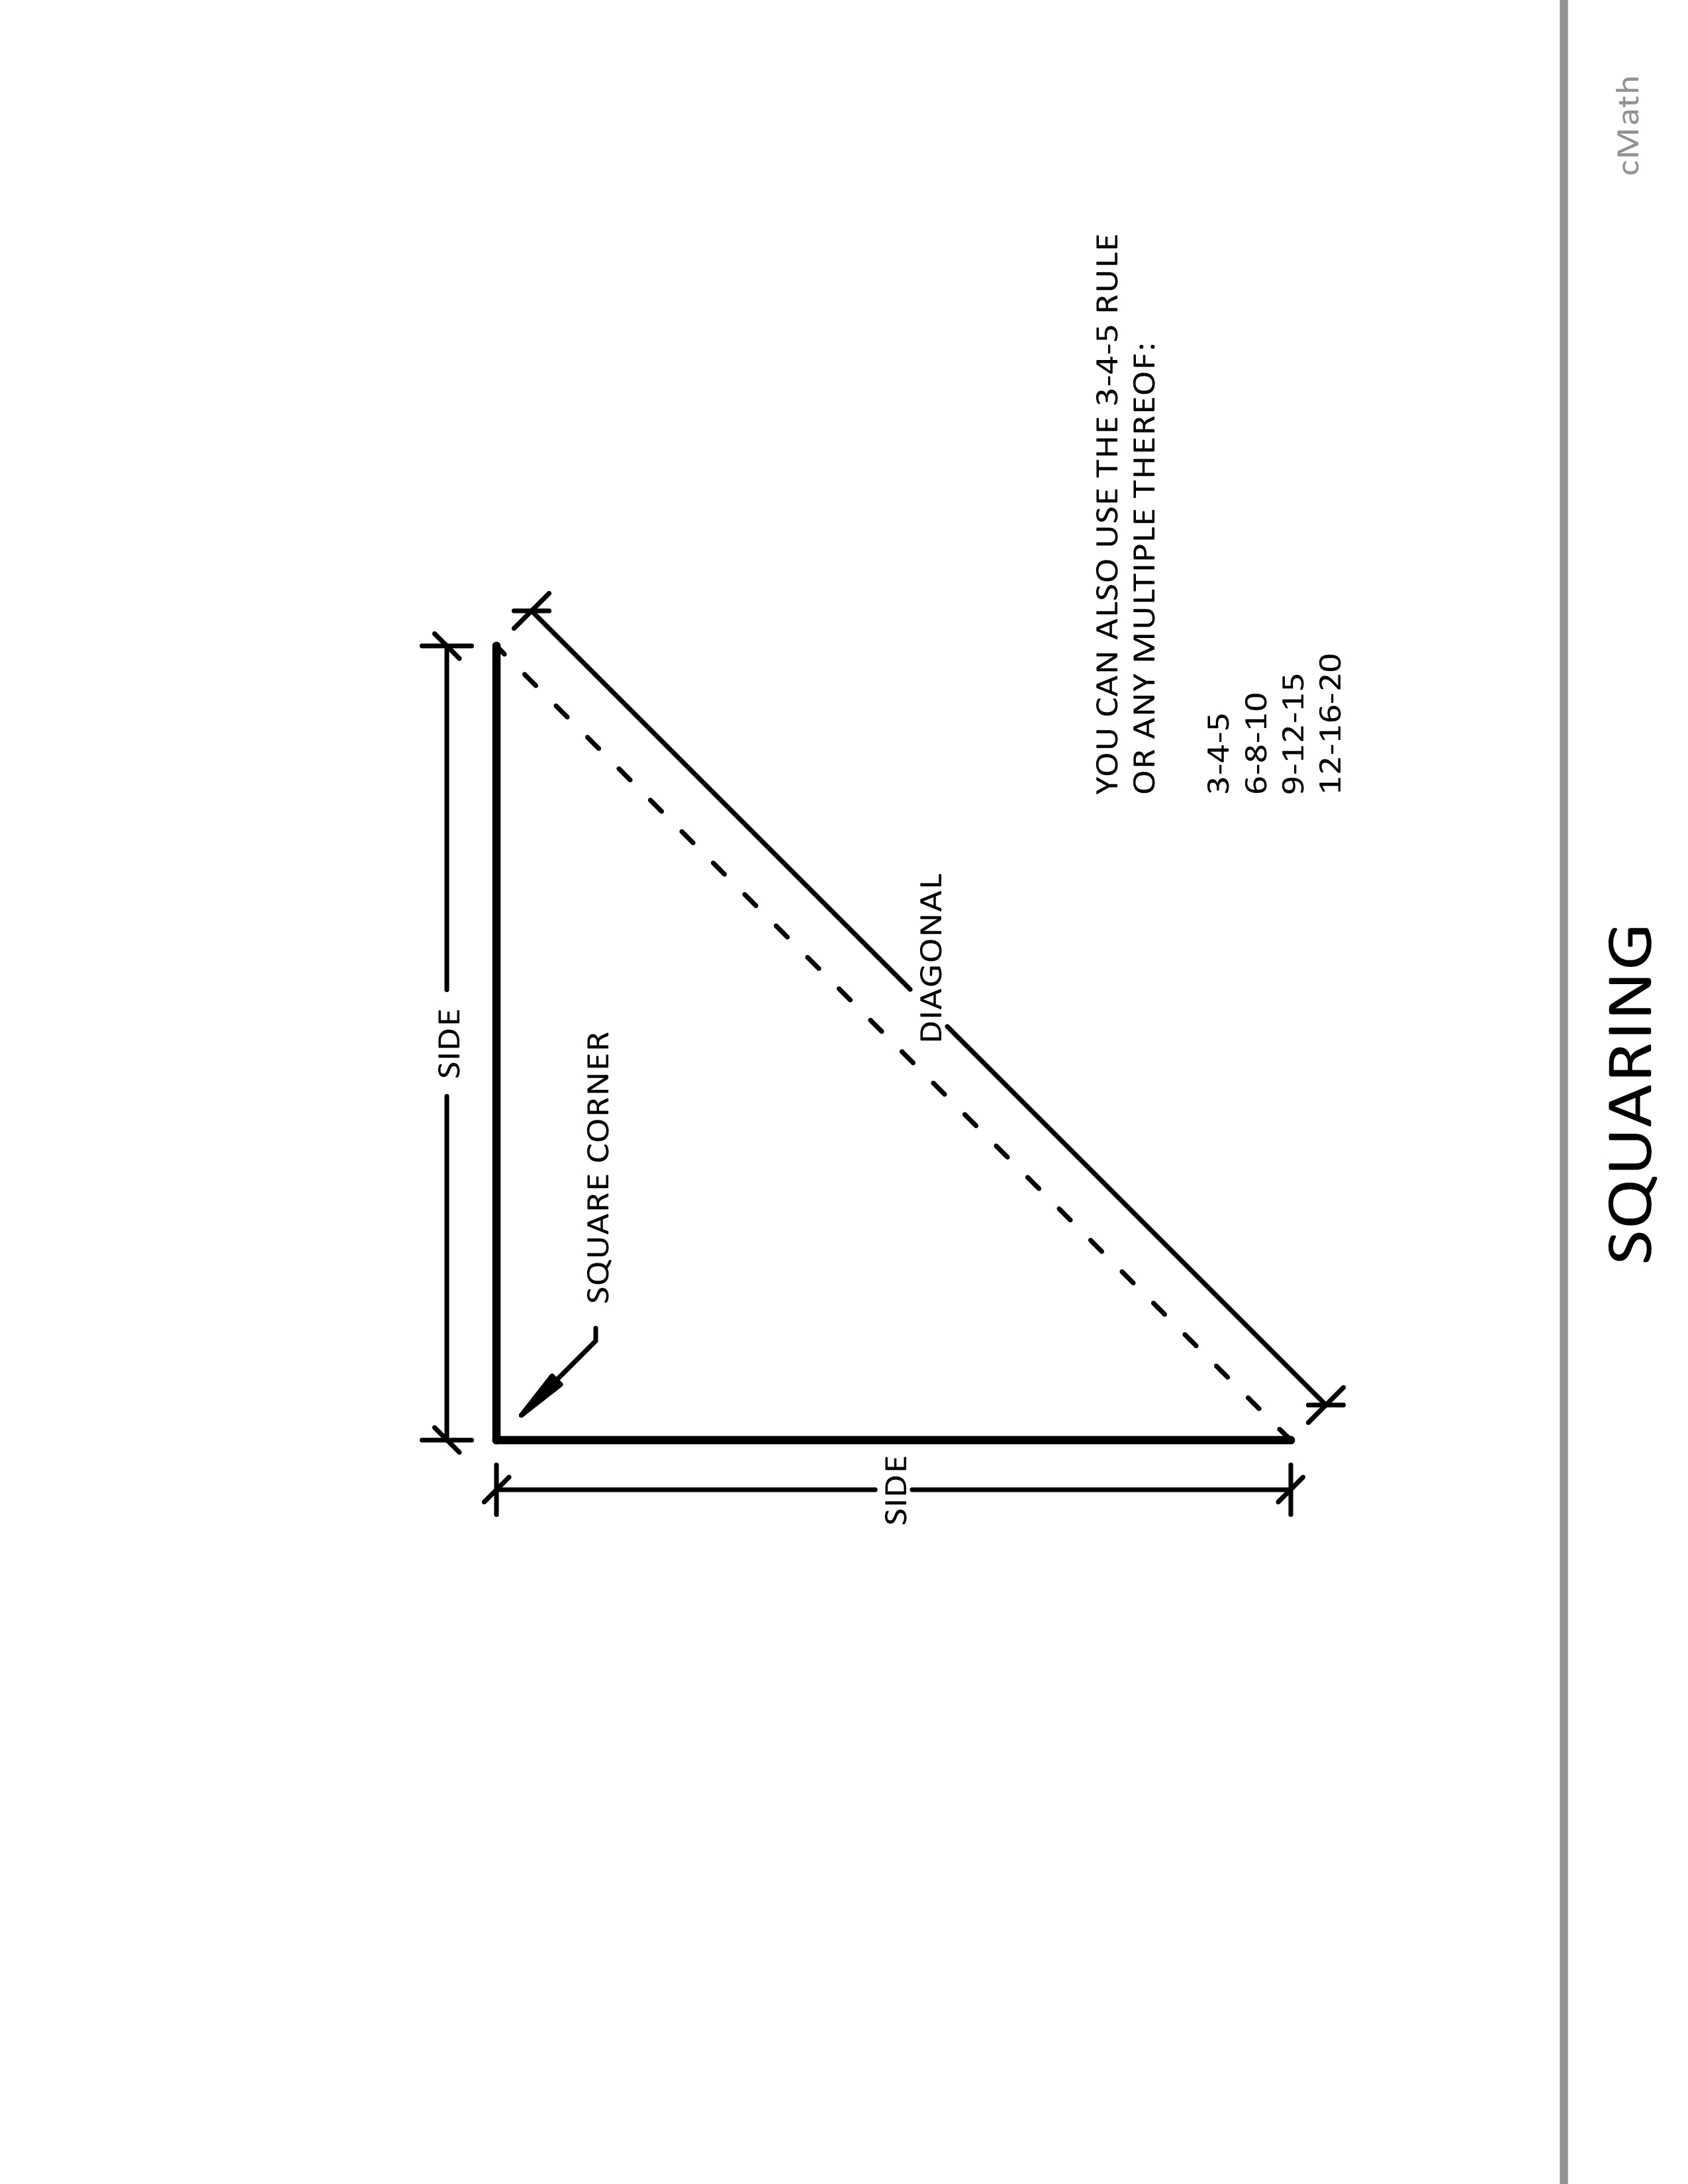 SIDE
SQUARE CORNER
SIDE
DIAGONAL
YOU CAN ALSO USE THE 3-4-5 RULE
OR ANY MULTIPLE THEREOF:
3-4-5
6-8-10
9-12-15
12-16-20
SQUARING
cMath